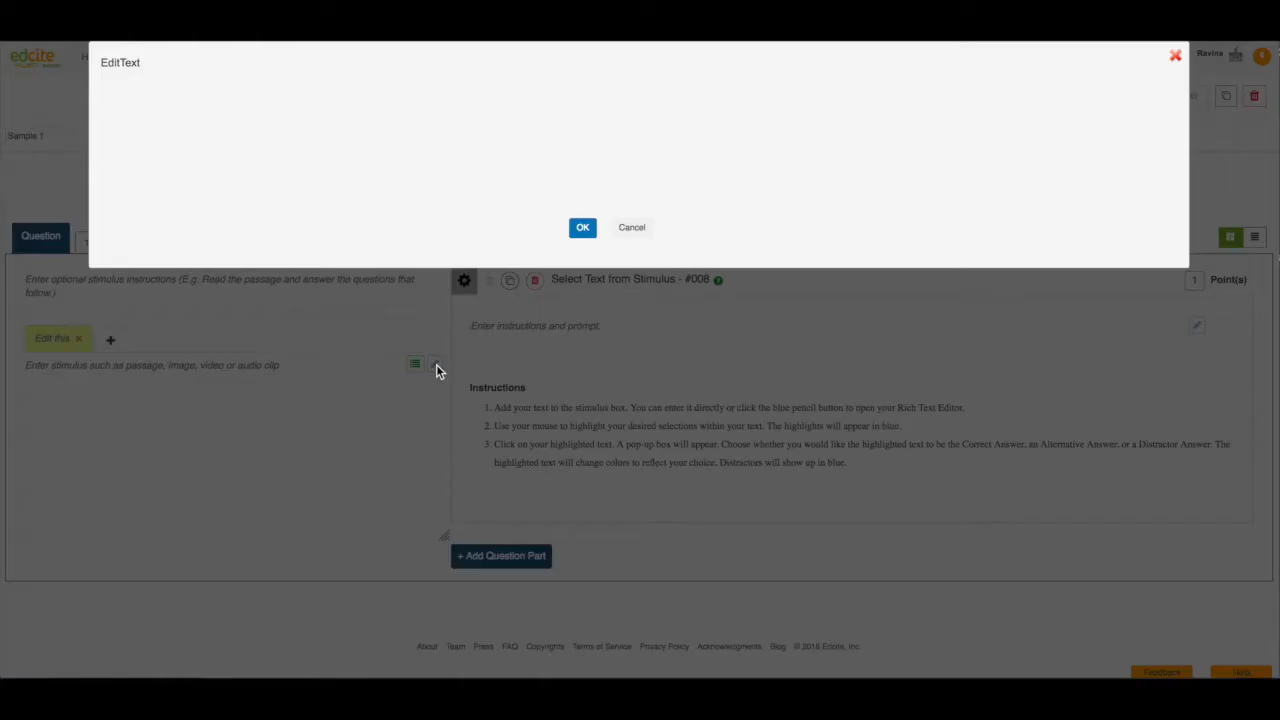 EditText
edcite
Ravina
Sample 1
OK
Cancel
Question
Enter optional stimulus instructions (E.g. Read the passage and answer the questions that
follow.)
Select Text from Stimulus - #008
1
Point(s)
Edit this
Enter instructions and prompt.
Enter stimulus such as passage, image, video or audio clip
Instructions
1. Add your text to the stimulus box. You can enter it directly or click the blue pencil button to open your Rich Text Editor.
2. Use your mouse to highlight your desired selections within your text. The highlights will appear in blue.
3. Click on your highlighted text. A pop-up box will appear. Choose whether you would like the highlighted text to be the Correct Answer, an Alternative Answer, or a Distractor Answer. The
highlighted text will change colors to reflect your choice. Distractors will show up in blue.
+ Add Question Part
About Team Press FAQ Copyrights Terms of Service Privacy Policy Acknowledgments Blog © 2016 Edcite, Inc.
Feedback
Help